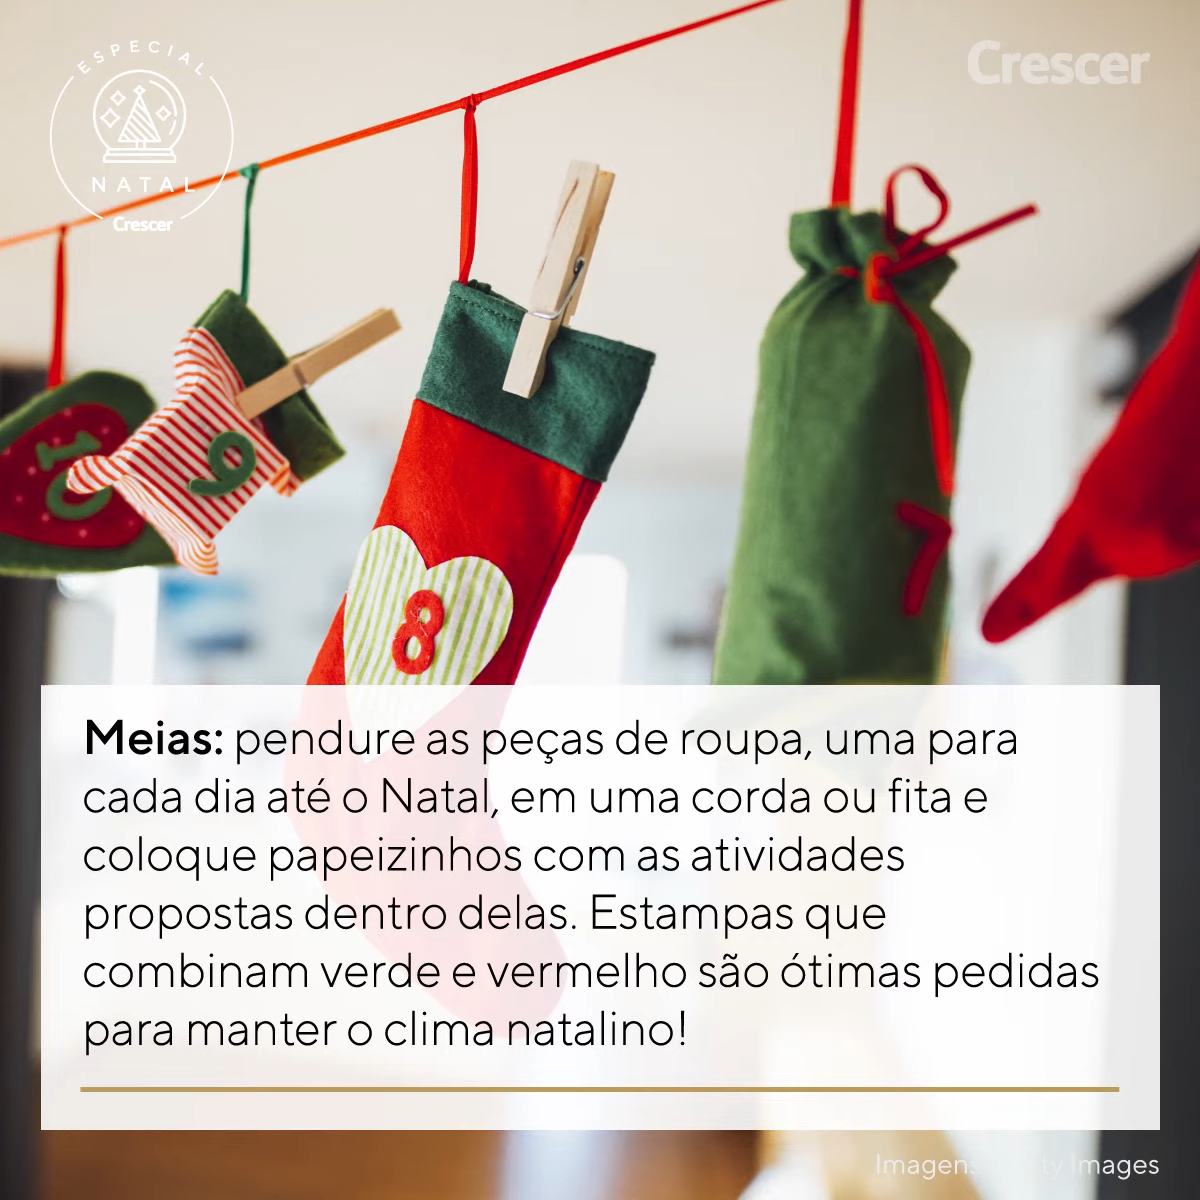 ESPECIAL
NATAL
Crescer
Crescer
10
9
8
7
Meias: pendure as peças de roupa, uma para
cada dia até o Natal, em uma corda ou fita e
coloque papeizinhos com as atividades
propostas dentro delas. Estampas que
combinam verde e vermelho são ótimas pedidas
para manter o clima natalino!
Images